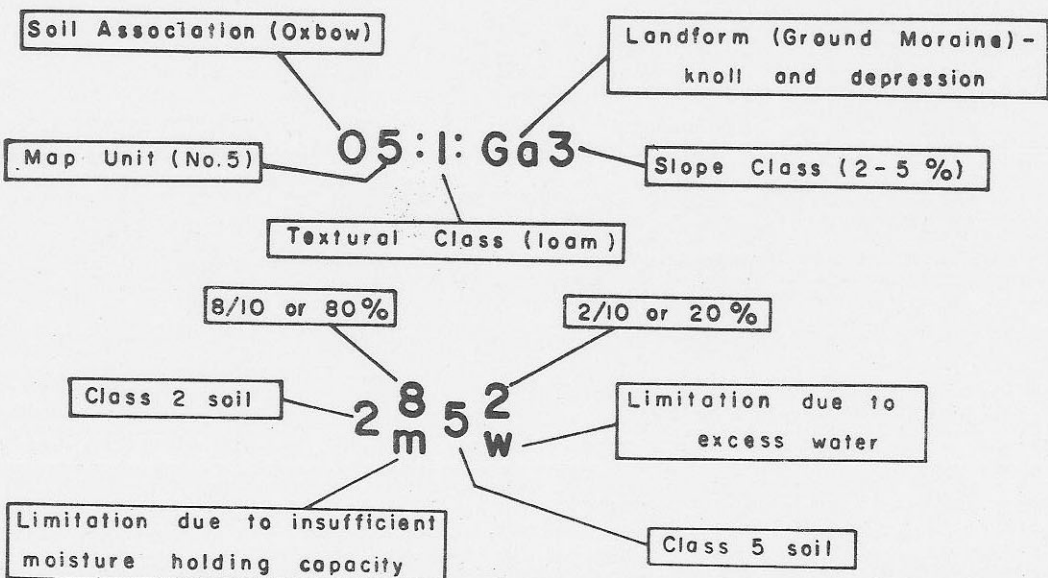 Soil Association (Oxbow)
Landform (Ground Moraine) -
knoll and depression
O5:1:Ga3
Map Unit (No.5)
Slope Class (2-5 %)
Textural Class (loam)
8/10 or 80%
2/10 or 20%
Class 2 soil
2 8 m 5 2 w
Limitation due to
excess water
Limitation due to insufficient
moisture holding capacity
Class 5 soil